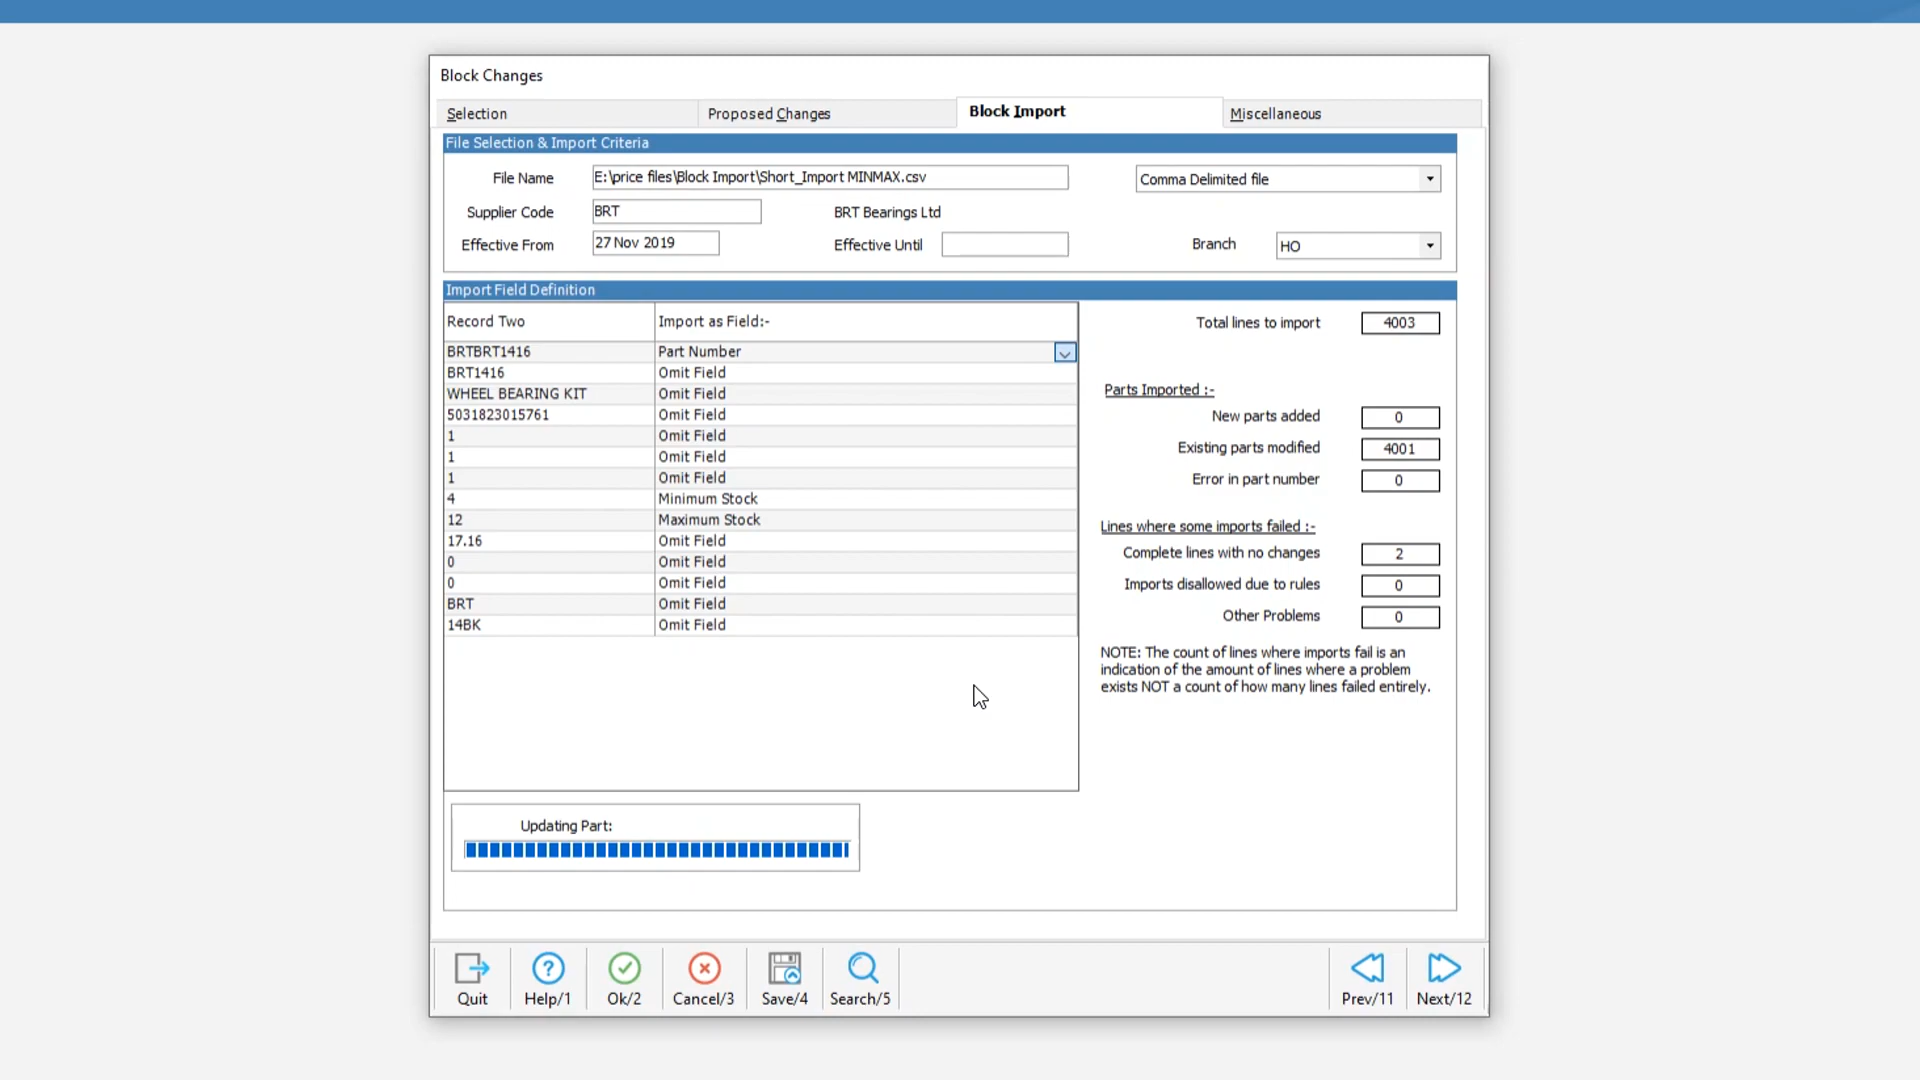 Block Changes
Selection Proposed Changes Block Import Miscellaneous
File Selection & Import Criteria
File Name E:\price files\Block Import\Short_Import MINMAX.csv Comma Delimited file
Supplier Code BRT BRT Bearings Ltd
Effective From 27 Nov 2019 Effective Until Branch HO
Import Field Definition
Record Two Import as Field:-
BRTBRT1416 Part Number
BRT1416 Omit Field
WHEEL BEARING KIT Omit Field
5031823015761 Omit Field
1 Omit Field
1 Omit Field
1 Omit Field
4 Minimum Stock
12 Maximum Stock
17.16 Omit Field
0 Omit Field
0 Omit Field
BRT Omit Field
14BK Omit Field
Total lines to import 4003
Parts Imported :-
New parts added 0
Existing parts modified 4001
Error in part number 0
Lines where some imports failed :-
Complete lines with no changes 2
Imports disallowed due to rules 0
Other Problems 0
NOTE: The count of lines where imports fail is an
indication of the amount of lines where a problem
exists NOT a count of how many lines failed entirely.
Updating Part:
Quit Help/1 Ok/2 Cancel/3 Save/4 Search/5 Prev/11 Next/12